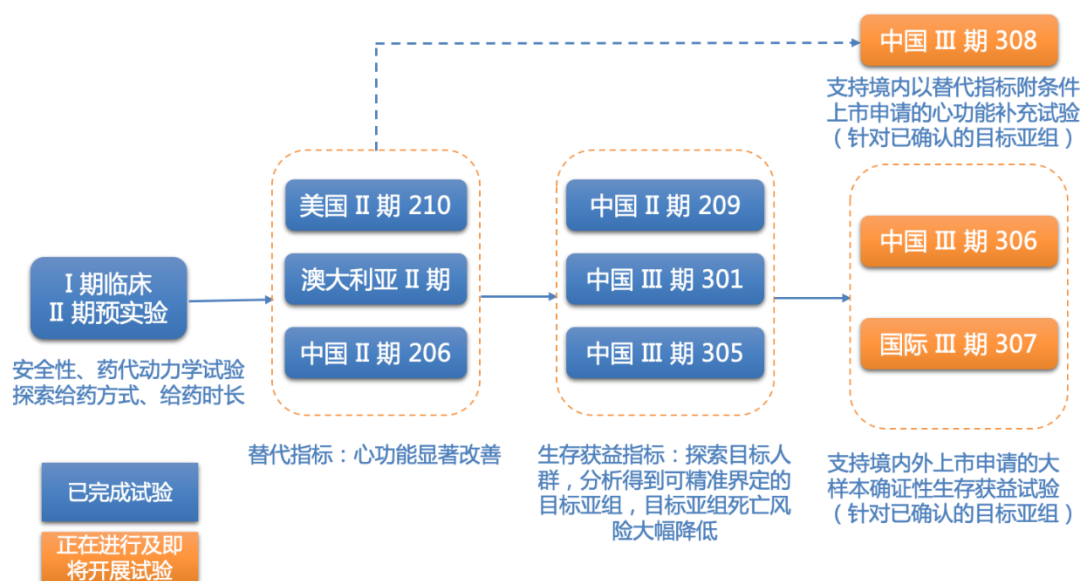 中国 III 期 308
支持境内以替代指标附条件
上市申请的心功能补充试验
（针对已确认的目标亚组）
美国 II 期 210
澳大利亚 II 期
中国 II 期 206
中国 II 期 209
中国 III 期 301
中国 III 期 305
中国 III 期 306
国际 III 期 307
I 期临床
II 期预实验
安全性、药代动力学试验
探索给药方式、给药时长
替代指标：心功能显著改善
生存获益指标：探索目标人
群，分析得到可精准界定的
目标亚组，目标亚组死亡风
险大幅降低
支持境内外上市申请的大
样本确证性生存获益试验
（针对已确认的目标亚组）
已完成试验
正在进行及即
将开展试验